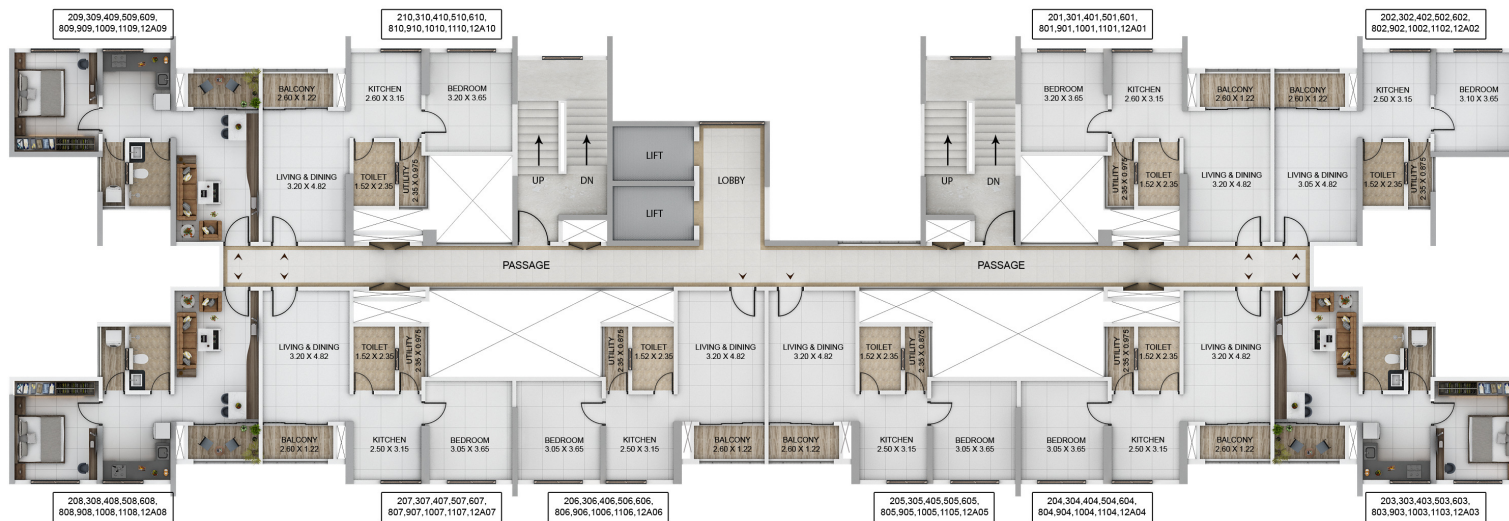 209,309,409,509,609,
809,909,1009,1109,12A09
210,310,410,510,610,
810,910,1010,1110,12A10
201,301,401,501,601,
801,901,1001,1101,12A01
202,302,402,502,602,
802,902,1002,1102,12A02
BALCONY
2.60 X 1.22
KITCHEN
2.60 X 3.15
BEDROOM
3.20 X 3.65
BEDROOM
3.20 X 3.65
KITCHEN
2.60 X 3.15
BALCONY
2.60 X 1.22
BALCONY
2.60 X 1.22
KITCHEN
2.50 X 3.15
BEDROOM
3.10 X 3.65
LIVING & DINING
3.20 X 4.82
TOILET
1.52 X 2.35
UTILITY
2.35 X 0.975
UP
DN
LIFT
LIFT
LOBBY
UP
DN
UTILITY
2.35 X 0.975
TOILET
1.52 X 2.35
LIVING & DINING
3.20 X 4.82
LIVING & DINING
3.05 X 4.82
TOILET
1.52 X 2.35
UTILITY
2.35 X 0.875
PASSAGE
PASSAGE
LIVING & DINING
3.20 X 4.82
TOILET
1.52 X 2.35
UTILITY
2.35 X 0.975
UTILITY
2.35 X 0.875
TOILET
1.52 X 2.35
LIVING & DINING
3.20 X 4.82
LIVING & DINING
3.20 X 4.82
TOILET
1.52 X 2.35
UTILITY
2.35 X 0.875
UTILITY
2.35 X 0.975
TOILET
1.52 X 2.35
LIVING & DINING
3.20 X 4.82
BALCONY
2.60 X 1.22
KITCHEN
2.50 X 3.15
BEDROOM
3.05 X 3.65
BEDROOM
3.05 X 3.65
KITCHEN
2.50 X 3.15
BALCONY
2.60 X 1.22
BALCONY
2.60 X 1.22
KITCHEN
2.50 X 3.15
BEDROOM
3.05 X 3.65
BEDROOM
3.05 X 3.65
KITCHEN
2.50 X 3.15
BALCONY
2.60 X 1.22
208,308,408,508,608,
808,908,1008,1108,12A08
207,307,407,507,607,
807,907,1007,1107,12A07
206,306,406,506,606,
806,906,1006,1106,12A06
205,305,405,505,605,
805,905,1005,1105,12A05
204,304,404,504,604,
804,904,1004,1104,12A04
203,303,403,503,603,
803,903,1003,1103,12A03